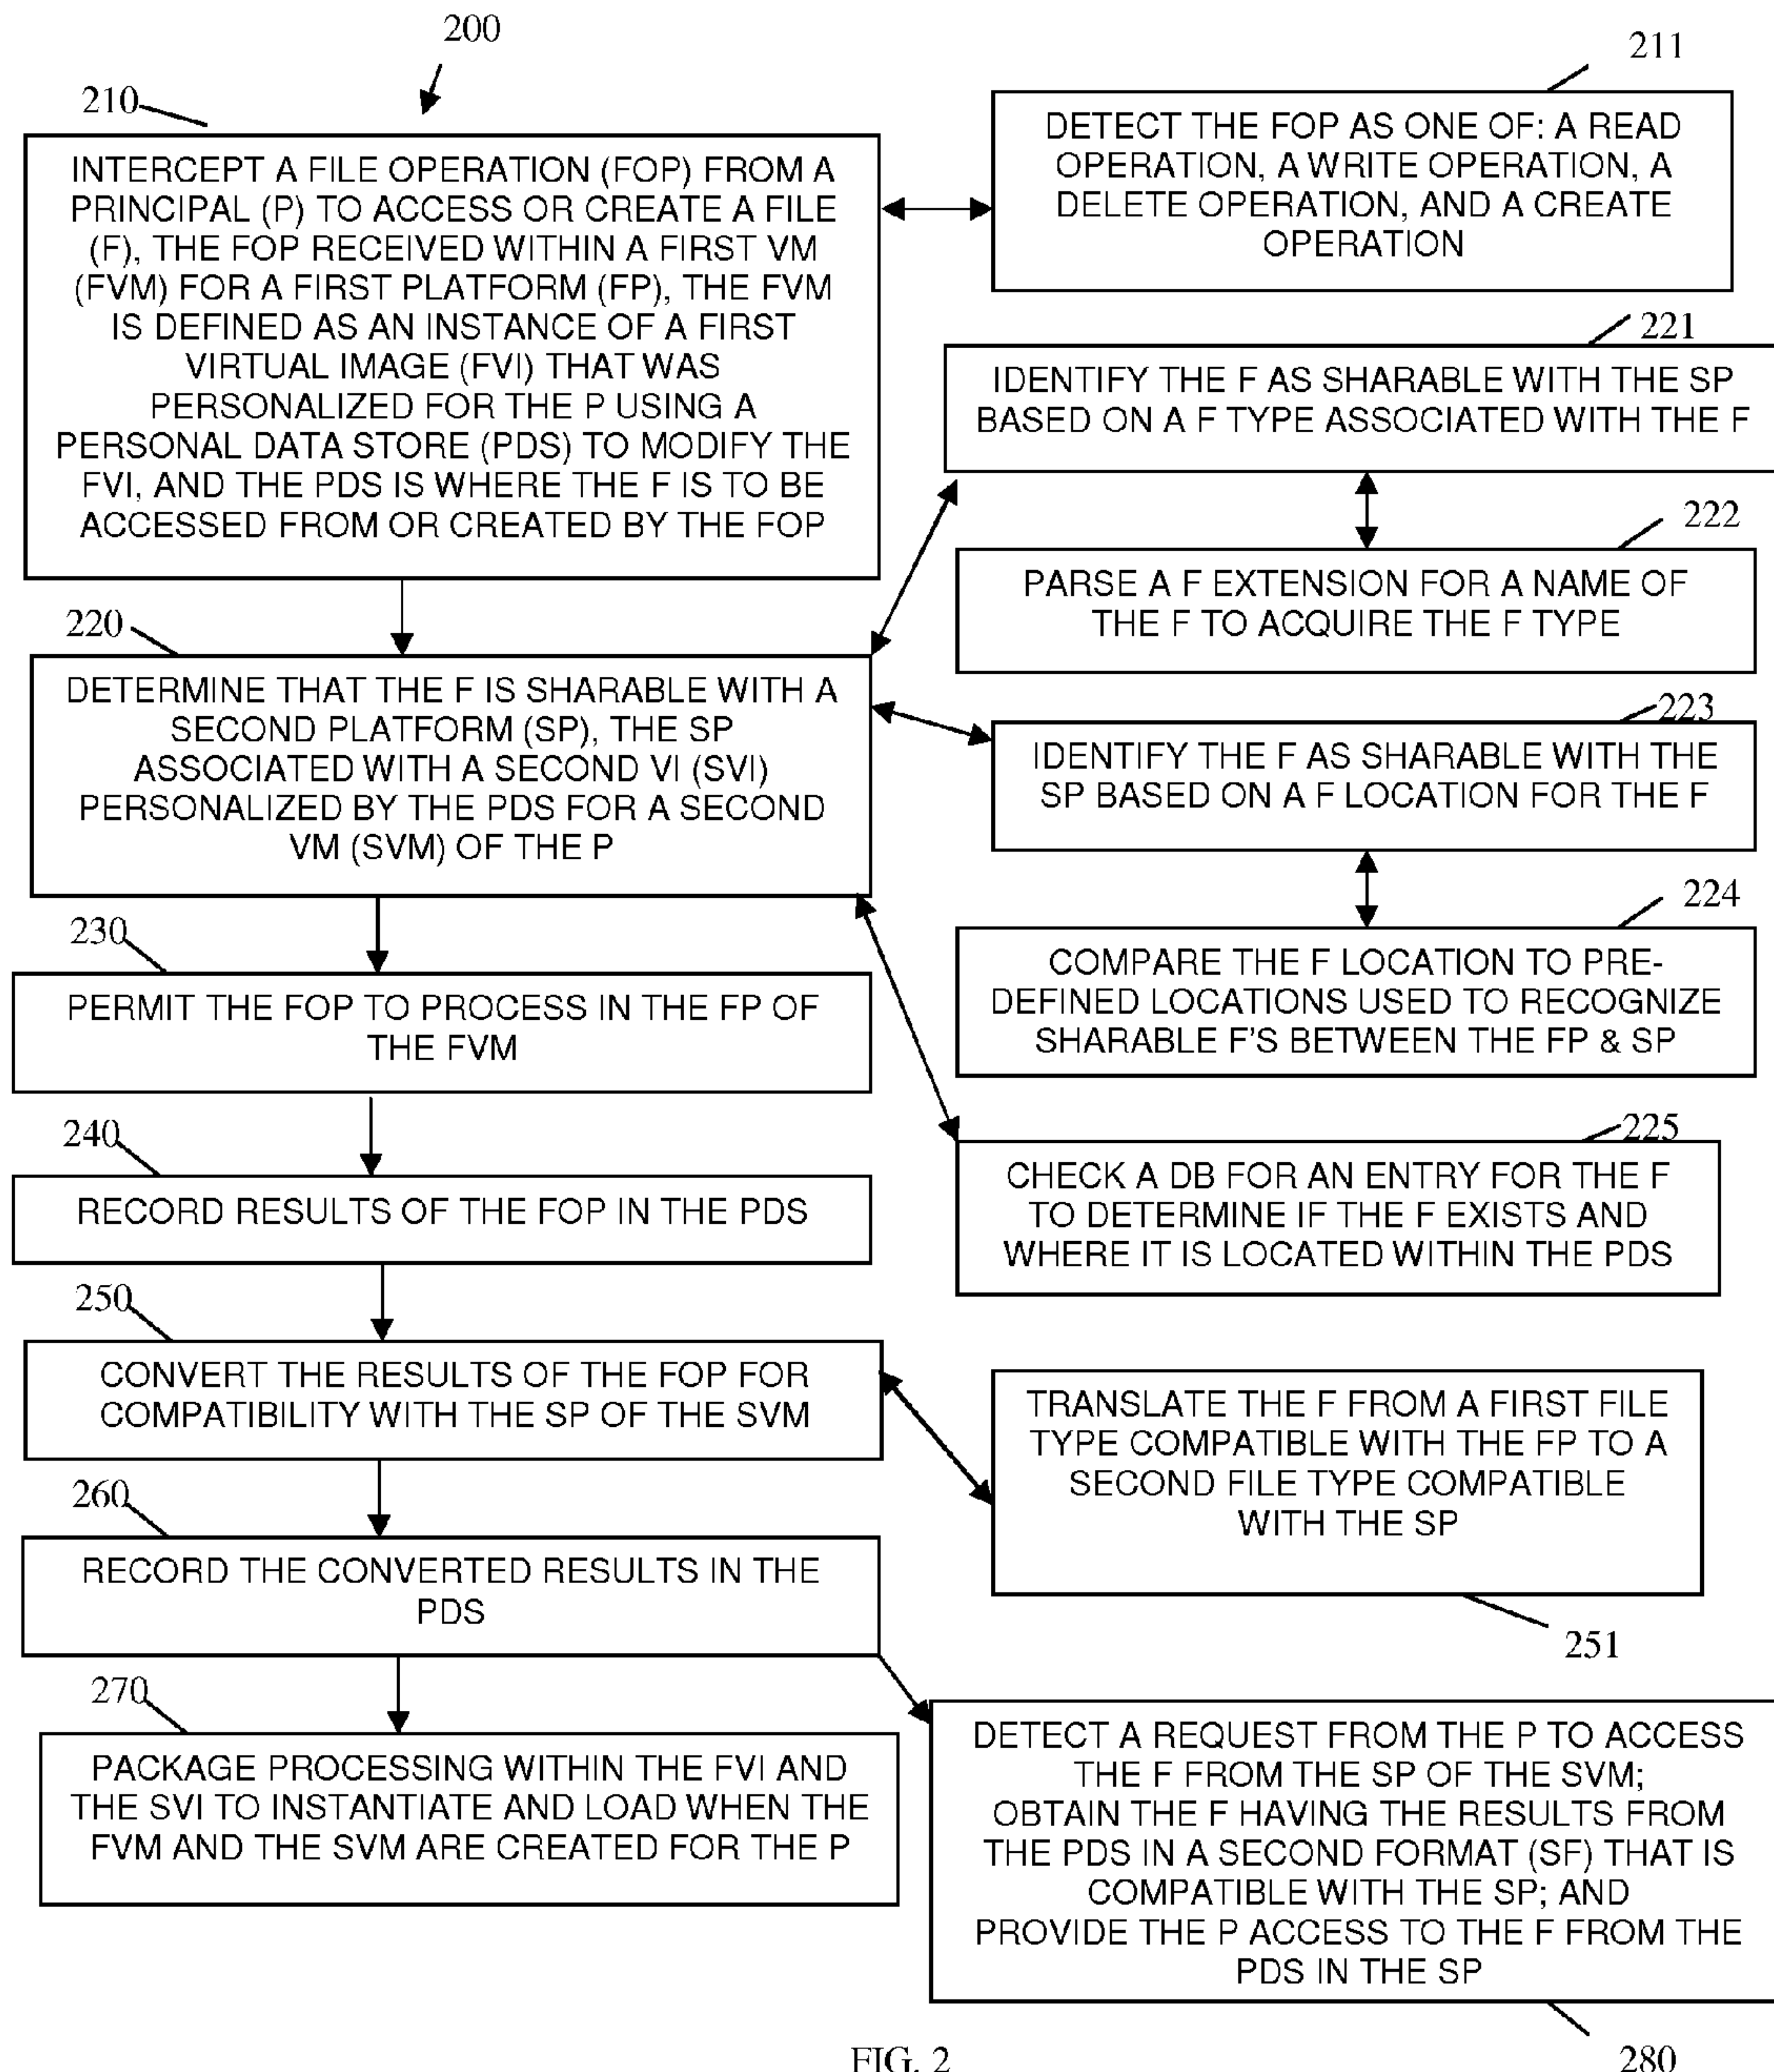 200
210
INTERCEPT A FILE OPERATION (FOP) FROM A
PRINCIPAL (P) TO ACCESS OR CREATE A FILE
(F), THE FOP RECEIVED WITHIN A FIRST VM
(FVM) FOR A FIRST PLATFORM (FP), THE FVM
IS DEFINED AS AN INSTANCE OF A FIRST
VIRTUAL IMAGE (FVI) THAT WAS
PERSONALIZED FOR THE P USING A
PERSONAL DATA STORE (PDS) TO MODIFY THE
FVI, AND THE PDS IS WHERE THE F IS TO BE
ACCESSED FROM OR CREATED BY THE FOP
211
DETECT THE FOP AS ONE OF: A READ
OPERATION, A WRITE OPERATION, A
DELETE OPERATION, AND A CREATE
OPERATION
220
DETERMINE THAT THE F IS SHARABLE WITH A
SECOND PLATFORM (SP), THE SP
ASSOCIATED WITH A SECOND VI (SVI)
PERSONALIZED BY THE PDS FOR A SECOND
VM (SVM) OF THE P
221
IDENTIFY THE F AS SHARABLE WITH THE SP
BASED ON A F TYPE ASSOCIATED WITH THE F
222
PARSE A F EXTENSION FOR A NAME OF
THE F TO ACQUIRE THE F TYPE
223
IDENTIFY THE F AS SHARABLE WITH THE
SP BASED ON A F LOCATION FOR THE F
224
COMPARE THE F LOCATION TO PRE-
DEFINED LOCATIONS USED TO RECOGNIZE
SHARABLE F'S BETWEEN THE FP & SP
225
CHECK A DB FOR AN ENTRY FOR THE F
TO DETERMINE IF THE F EXISTS AND
WHERE IT IS LOCATED WITHIN THE PDS
230
PERMIT THE FOP TO PROCESS IN THE FP OF
THE FVM
240
RECORD RESULTS OF THE FOP IN THE PDS
250
CONVERT THE RESULTS OF THE FOP FOR
COMPATIBILITY WITH THE SP OF THE SVM
TRANSLATE THE F FROM A FIRST FILE
TYPE COMPATIBLE WITH THE FP TO A
SECOND FILE TYPE COMPATIBLE
WITH THE SP
251
260
RECORD THE CONVERTED RESULTS IN THE
PDS
270
PACKAGE PROCESSING WITHIN THE FVI AND
THE SVI TO INSTANTIATE AND LOAD WHEN THE
FVM AND THE SVM ARE CREATED FOR THE P
DETECT A REQUEST FROM THE P TO ACCESS
THE F FROM THE SP OF THE SVM;
OBTAIN THE F HAVING THE RESULTS FROM
THE PDS IN A SECOND FORMAT (SF) THAT IS
COMPATIBLE WITH THE SP; AND
PROVIDE THE P ACCESS TO THE F FROM THE
PDS IN THE SP
280
FIG. 2